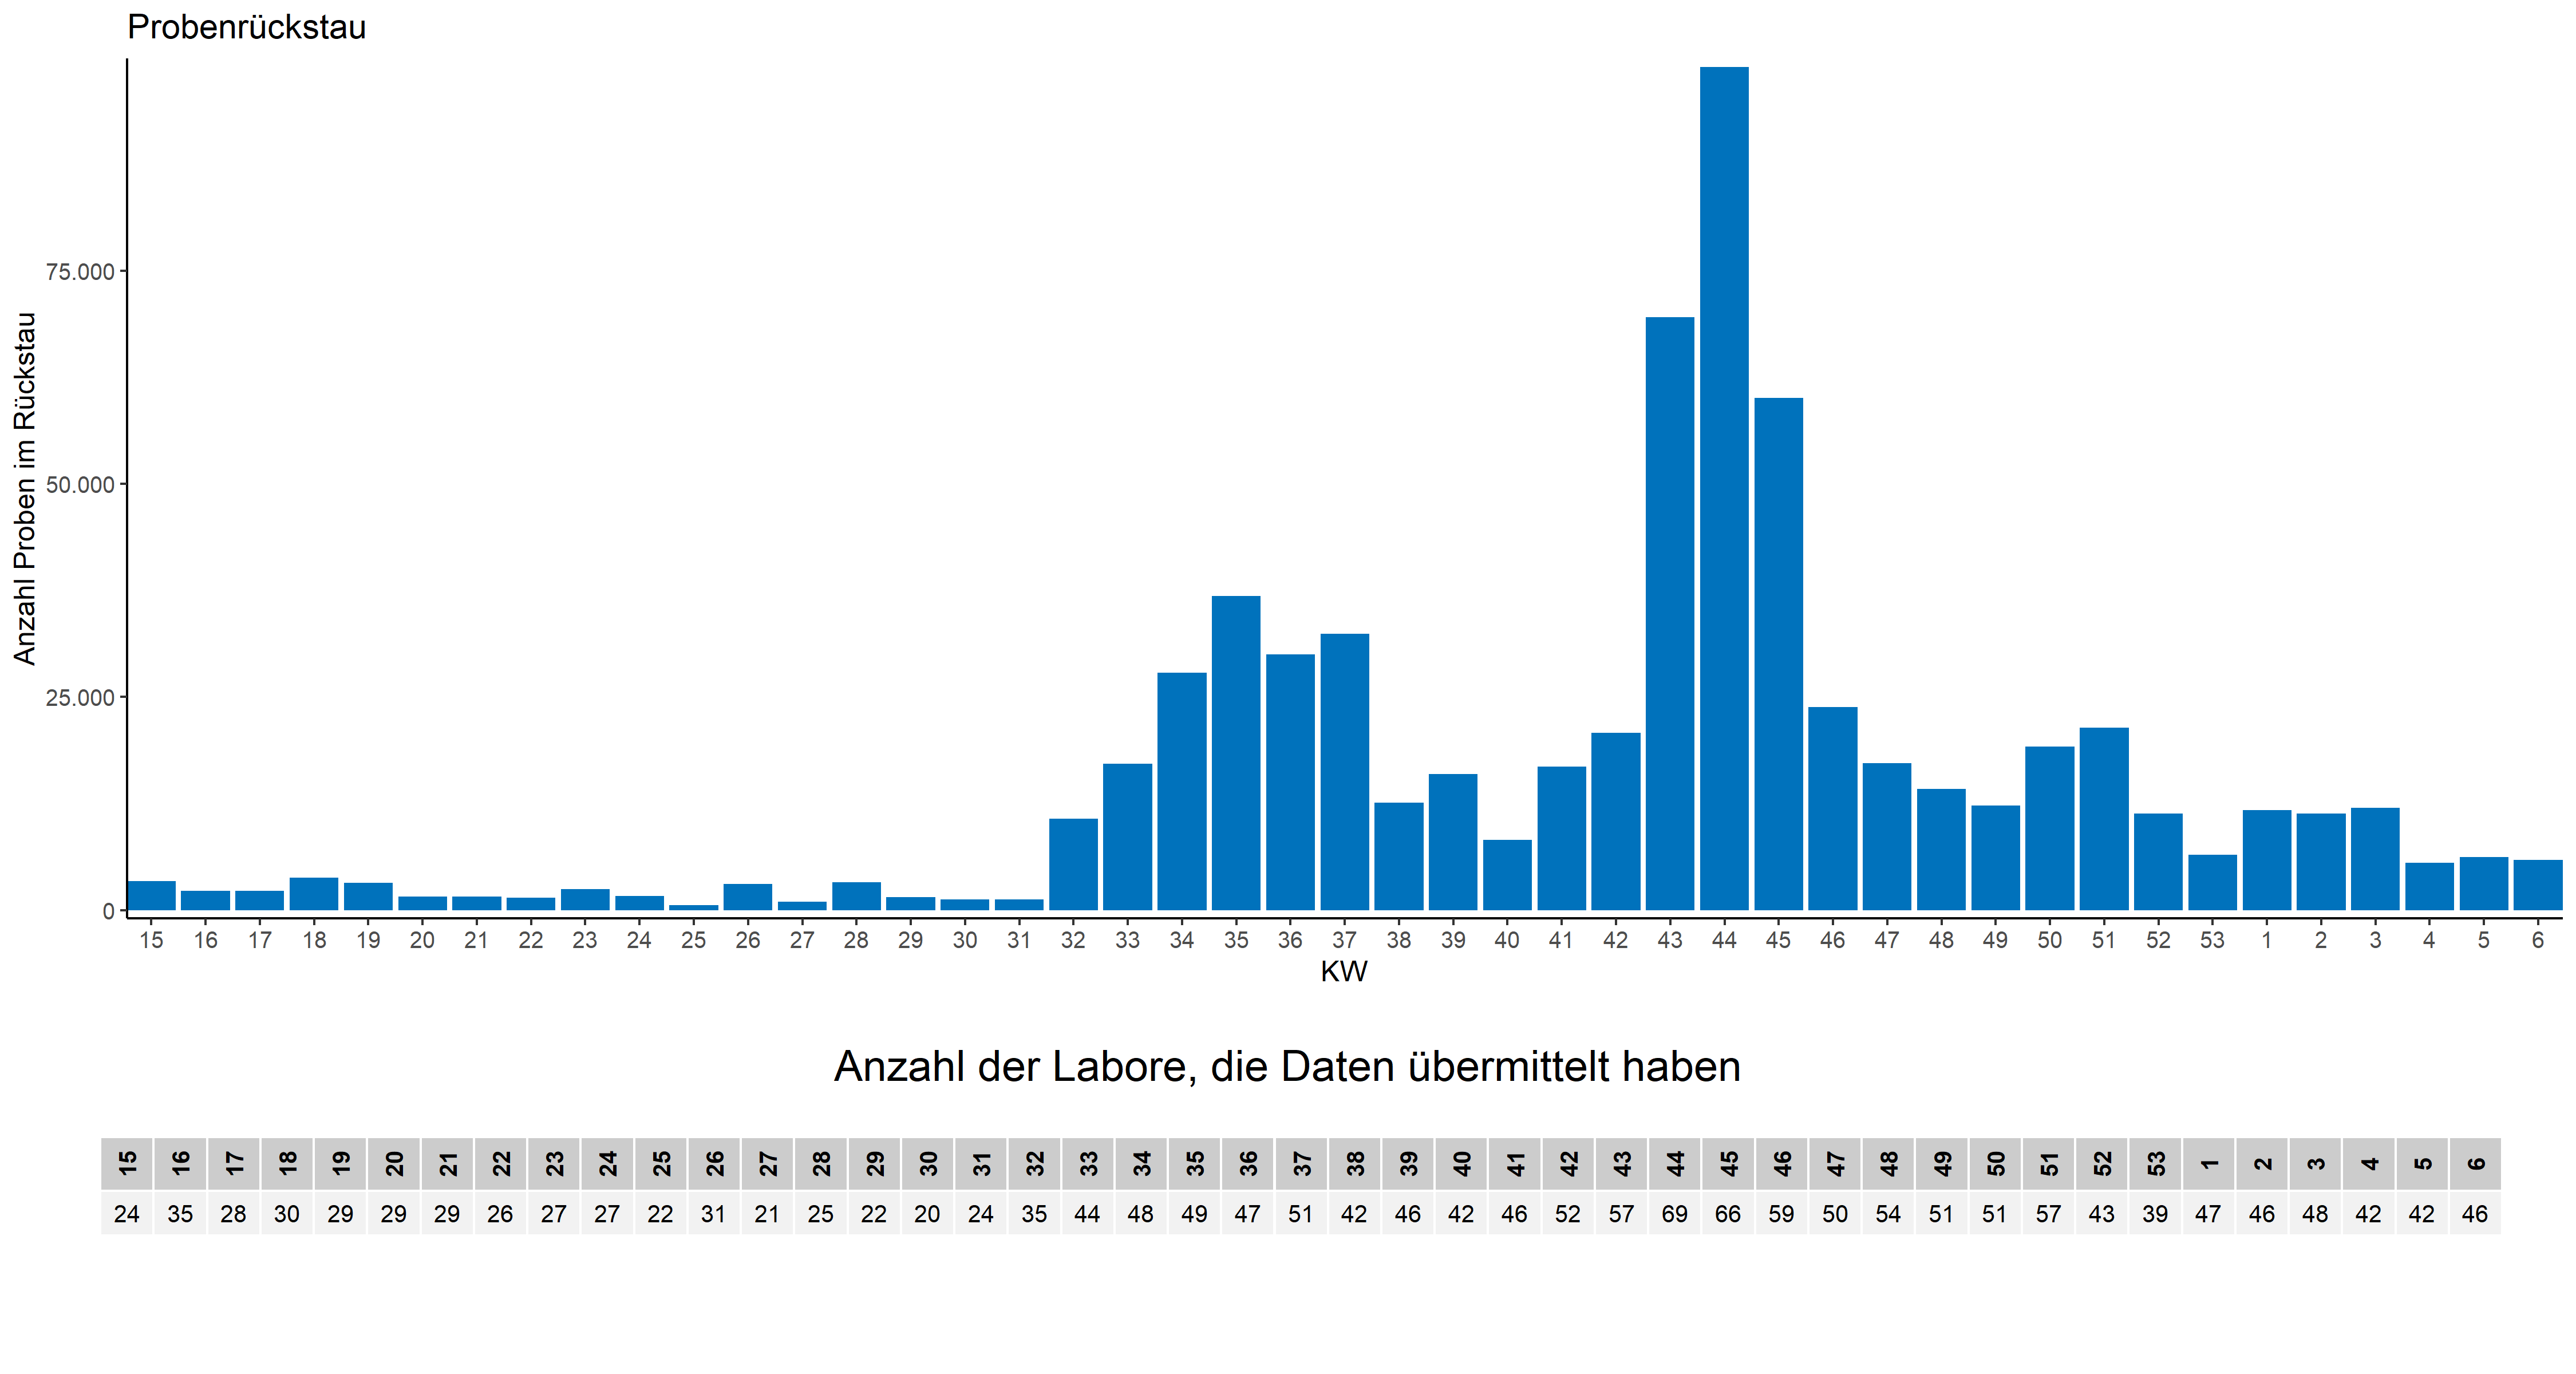 Probenrückstau
Anzahl Proben im Rückstau
75.000
50.000
25.000
0
15 16 17 18 19 20 21 22 23 24 25 26 27 28 29 30 31 32 33 34 35 36 37 38 39 40 41 42 43 44 45 46 47 48 49 50 51 52 53 1 2 3 4 5 6
KW
Anzahl der Labore, die Daten übermittelt haben
15 16 17 18 19 20 21 22 23 24 25 26 27 28 29 30 31 32 33 34 35 36 37 38 39 40 41 42 43 44 45 46 47 48 49 50 51 52 53 1 2 3 4 5 6
24 35 28 30 29 29 29 26 27 27 22 31 21 25 22 20 24 35 44 48 49 47 51 42 46 42 46 52 57 69 66 59 50 54 51 51 57 43 39 47 46 48 42 42 46